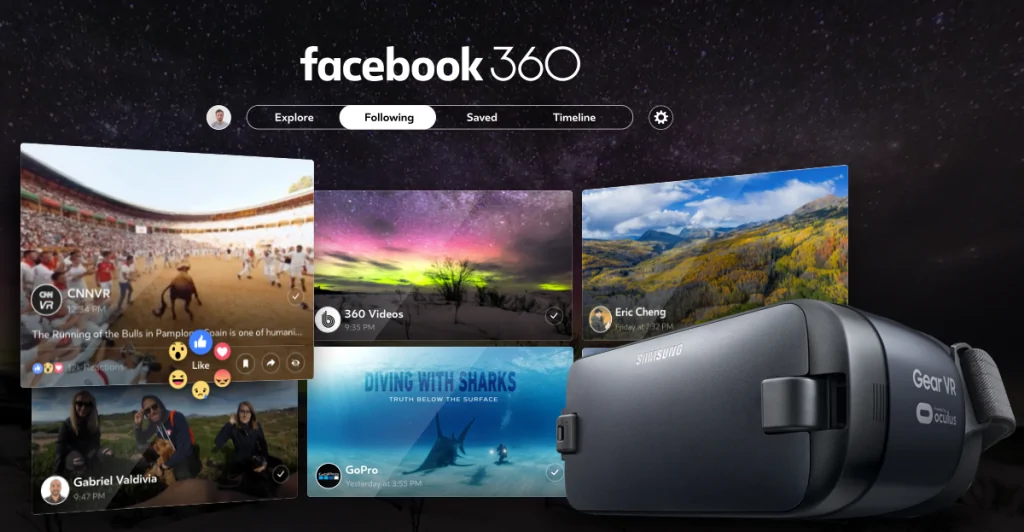 facebook 360
Explore
Following
Saved
Timeline
CNNVR
12:34 PM
The Running of the Bulls in Pamplona, Spain is one of humani...
Reactions
Like
CNN
VR
360 Videos
9:35 PM
Eric Cheng
Friday at 7:32 PM
Gabriel Valdivia
9:47 PM
DIVING WITH SHARKS
TRUTH BELOW THE SURFACE
GoPro
Yesterday at 3:55 PM
SAMSUNG
Gear VR
oculus